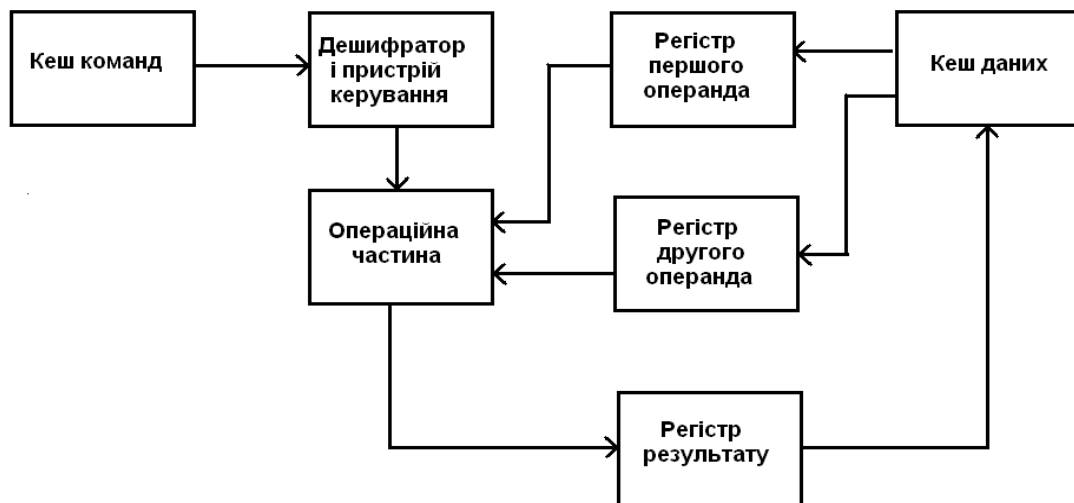 Кеш команд
Дешифратор
і пристрій
керування
Регістр
першого
операнда
Кеш даних
Операційна
частина
Регістр
другого
операнда
Регістр
результату